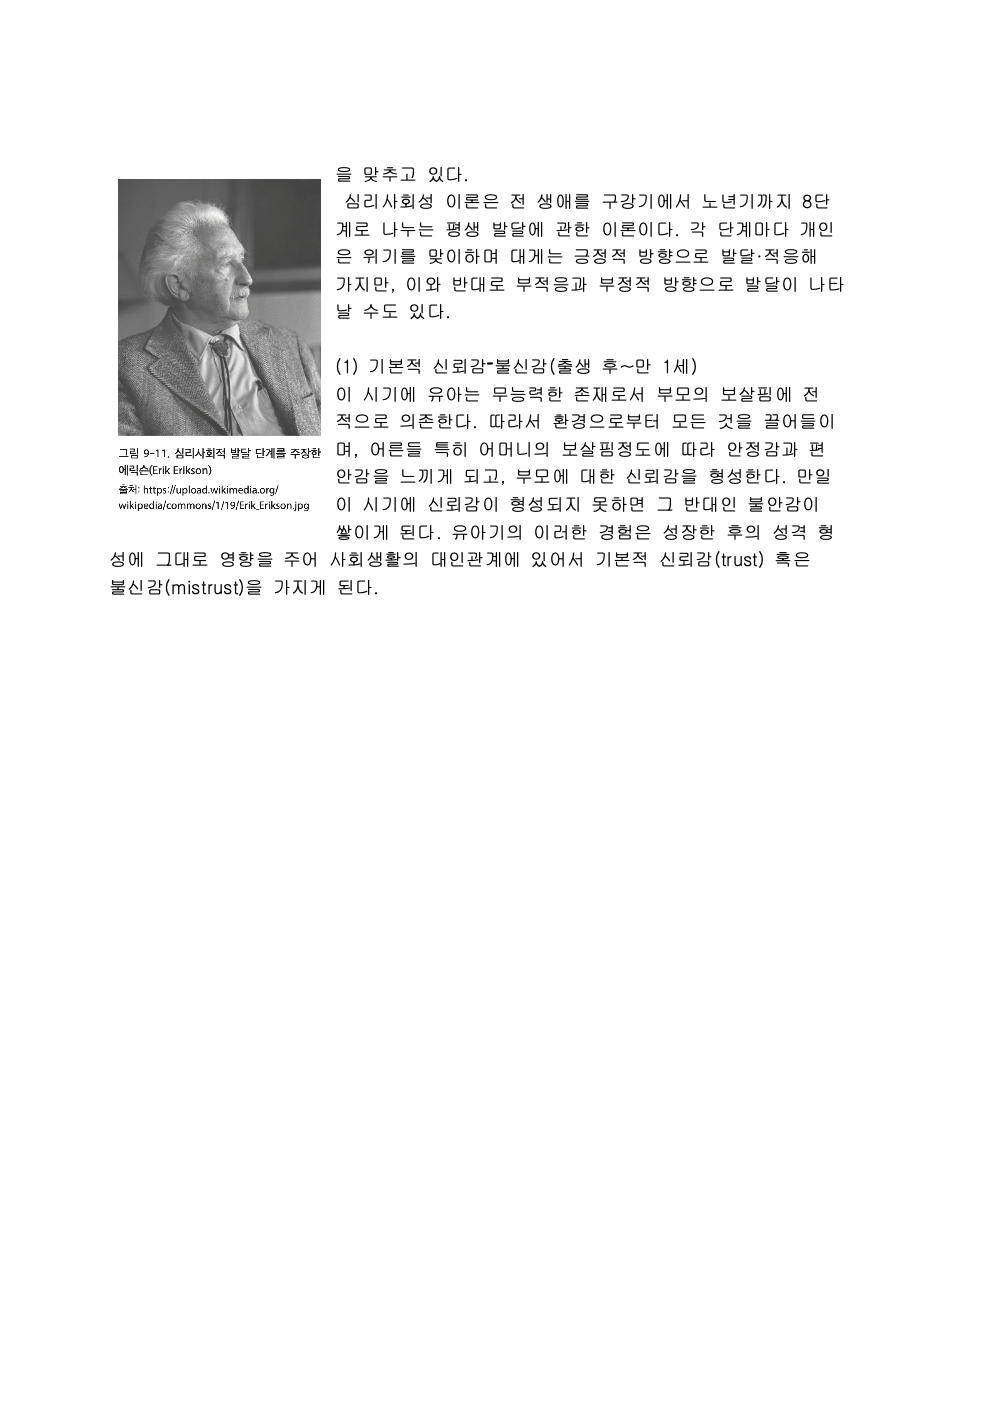 을 맞추고 있다.
심리사회성 이론은 전 생애를 구강기에서 노년기까지 8단
계로 나누는 평생 발달에 관한 이론이다. 각 단계마다 개인
은 위기를 맞이하며 대게는 긍정적 방향으로 발달·적응해
가지만, 이와 반대로 부적응과 부정적 방향으로 발달이 나타
날 수도 있다.
(1) 기본적 신뢰감-불신감(출생 후~만 1세)
이 시기에 유아는 무능력한 존재로서 부모의 보살핌에 전
적으로 의존한다. 따라서 환경으로부터 모든 것을 끌어들이
며, 어른들 특히 어머니의 보살핌정도에 따라 안정감과 편
안감을 느끼게 되고, 부모에 대한 신뢰감을 형성한다. 만일
이 시기에 신뢰감이 형성되지 못하면 그 반대인 불안감이
쌓이게 된다. 유아기의 이러한 경험은 성장한 후의 성격 형
성에 그대로 영향을 주어 사회생활의 대인관계에 있어서 기본적 신뢰감(trust) 혹은
불신감(mistrust)을 가지게 된다.
그림 9-11. 심리사회적 발달 단계를 주장한
에릭슨(Erik Erikson)
출처: https://upload.wikimedia.org/
wikipedia/commons/1/19/Erik_Erikson.jpg